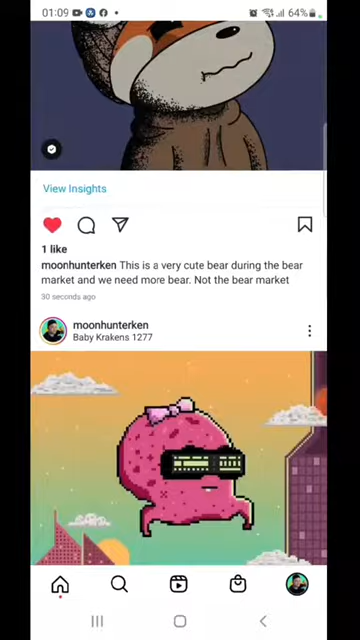 01:09
64%
View Insights
1 like
moonhunterken This is a very cute bear during the bear
market and we need more bear. Not the bear market
30 seconds ago
moonhunterken
Baby Krakens 1277